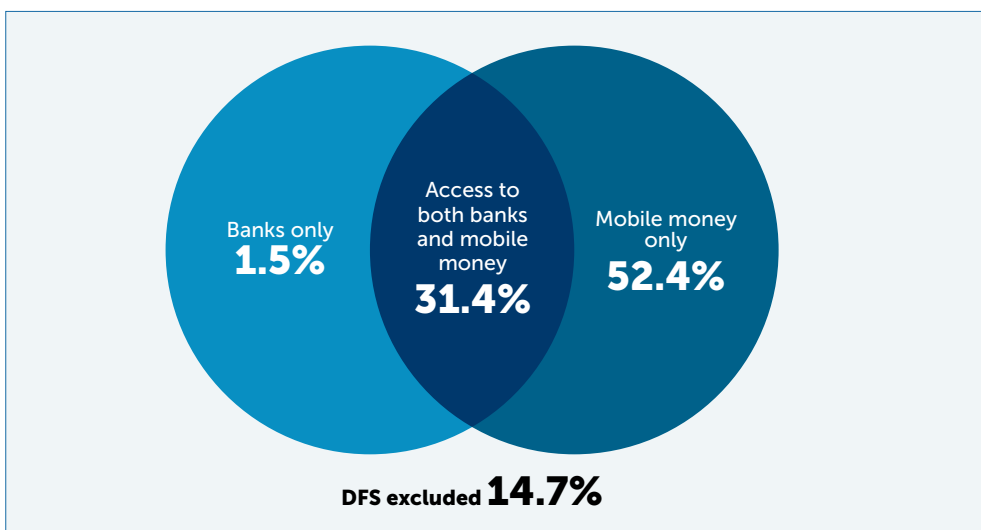 Banks only
1.5%
Access to
both banks
and mobile
money
31.4%
Mobile money
only
52.4%
DFS excluded 14.7%